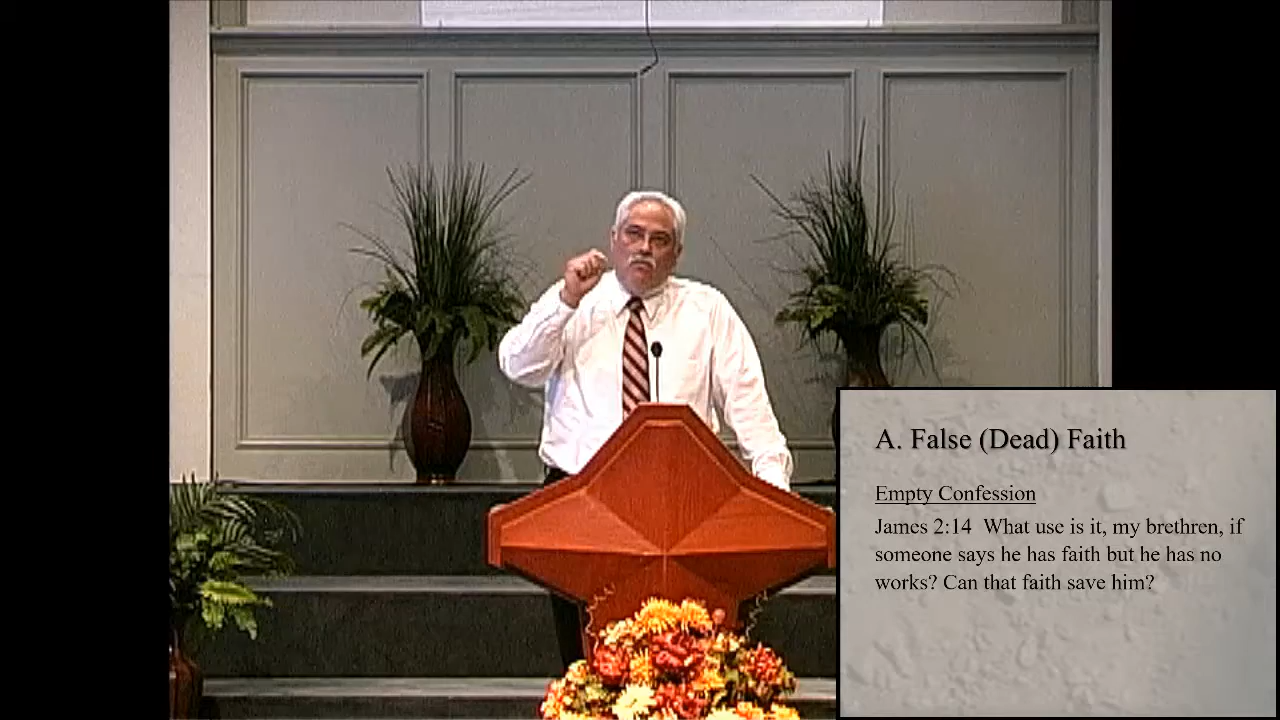 A. False (Dead) Faith
Empty Confession
James 2:14 What use is it, my brethren, if
someone says he has faith but he has no
works? Can that faith save him?